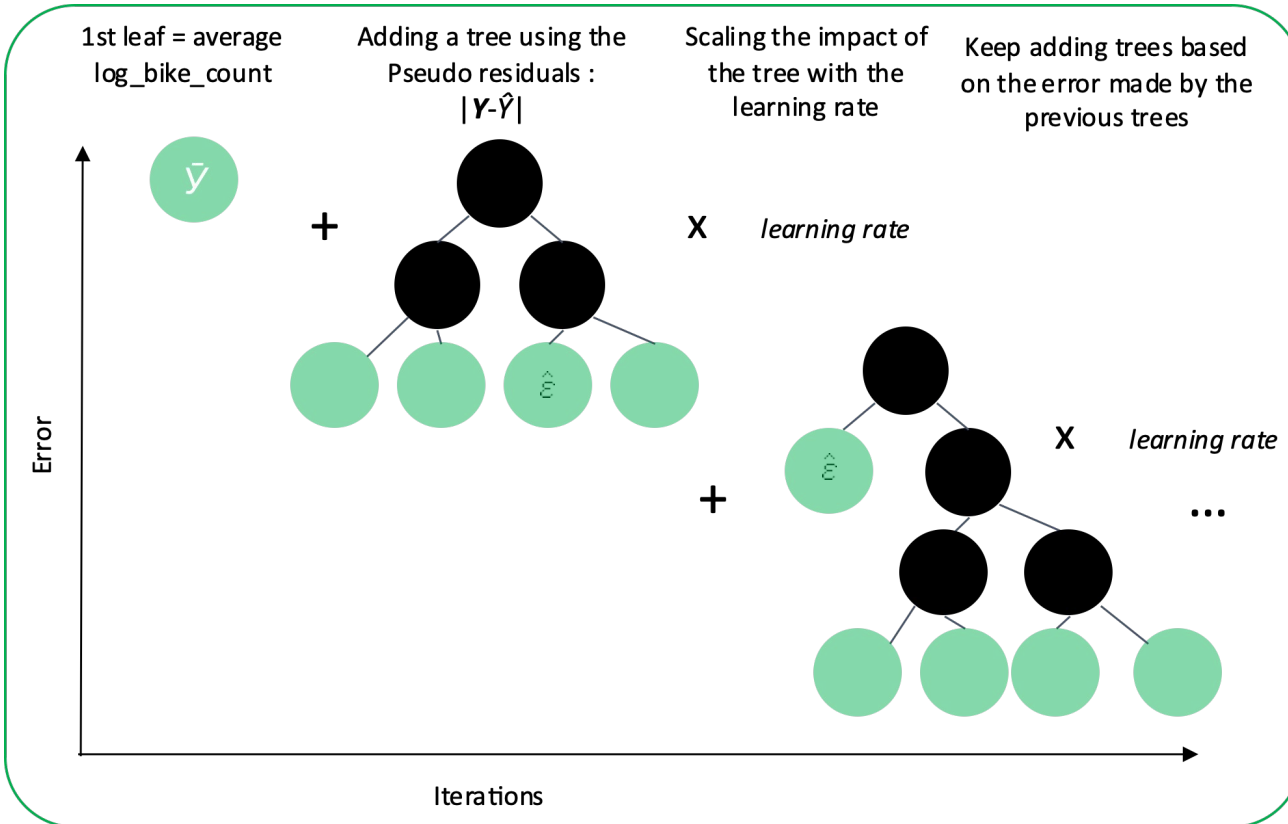 1st leaf = average
log_bike_count
Adding a tree using the
Pseudo residuals :
|Y-Ŷ|
Scaling the impact of
the tree with the
learning rate
Keep adding trees based
on the error made by the
previous trees
ȳ
+
X
learning rate
ε̂
Error
ε̂
X
learning rate
+
...
Iterations